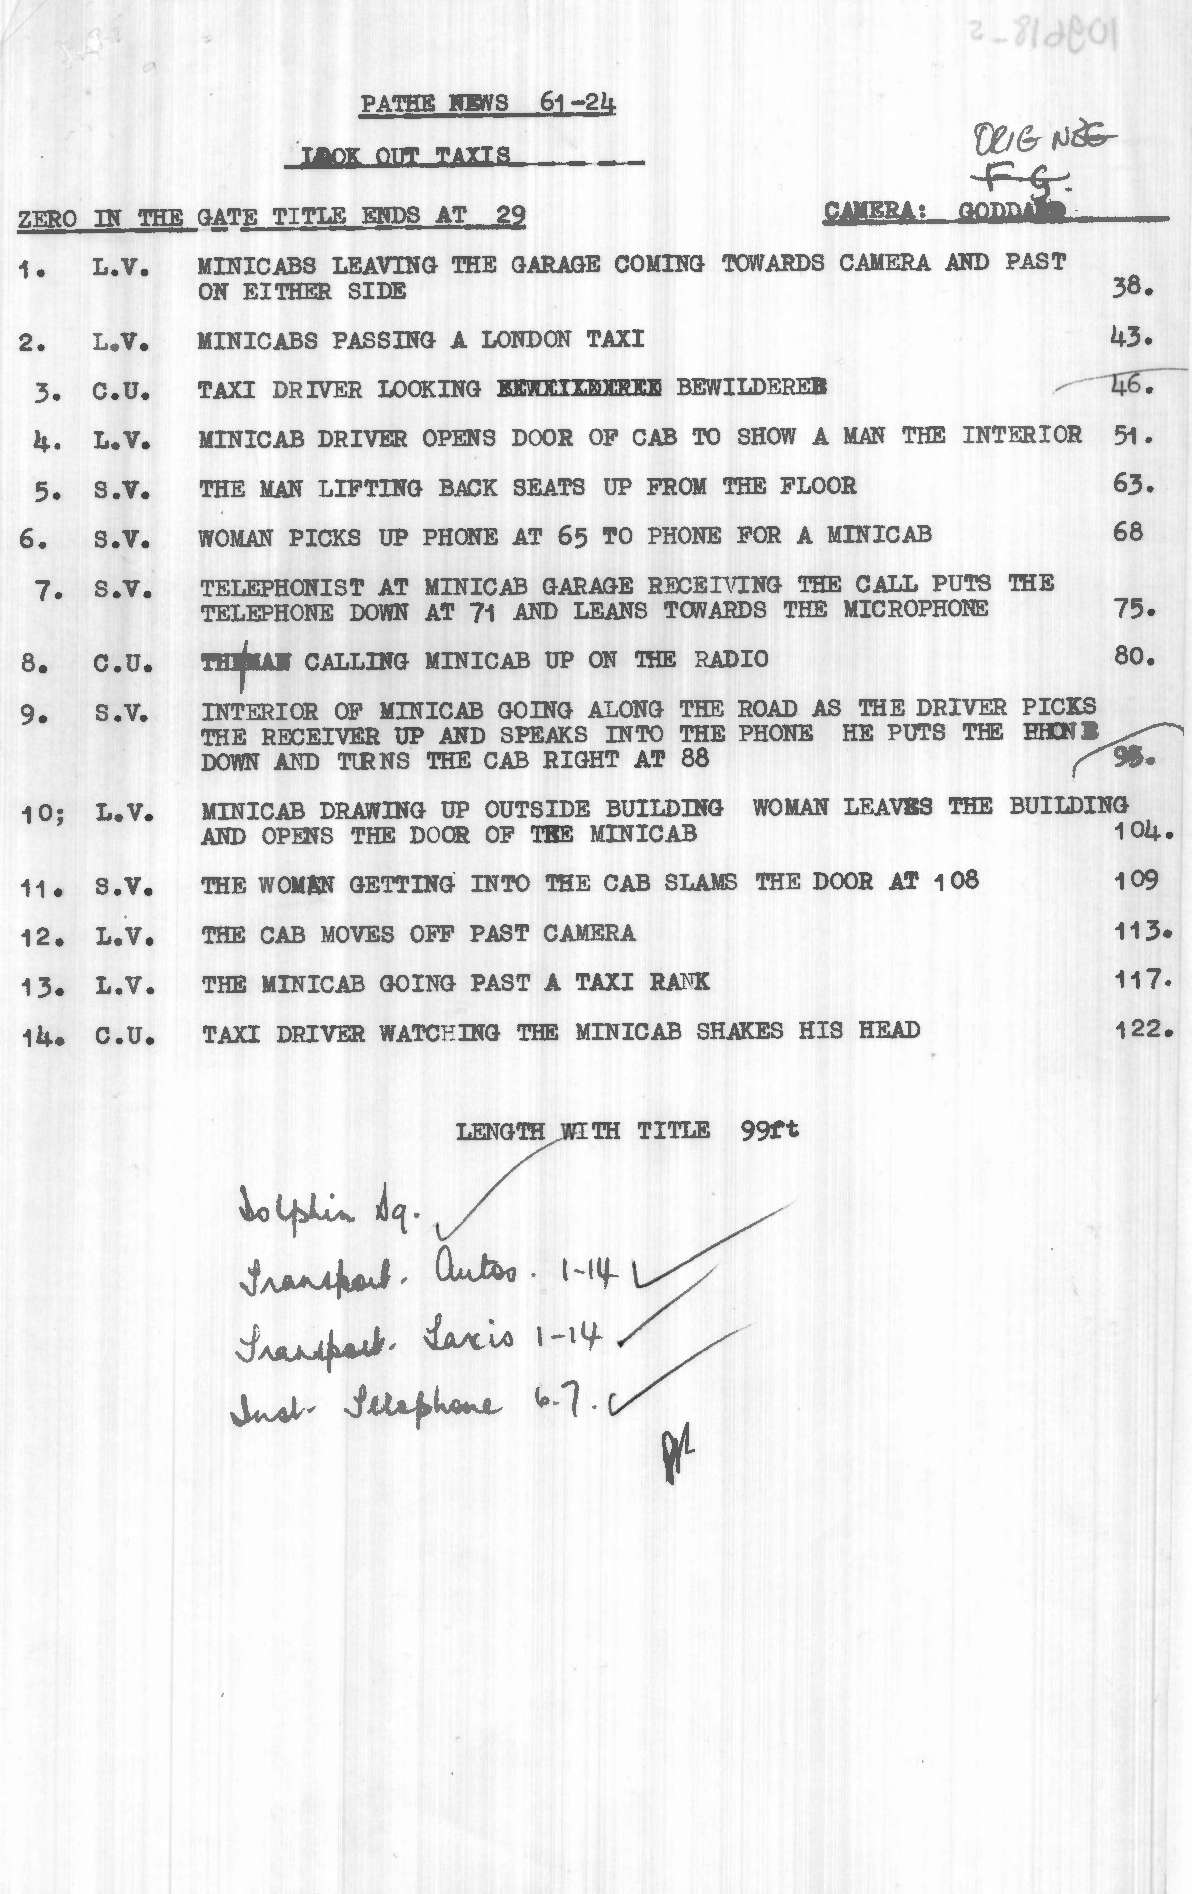 PATHE NEWS 61-24
ORIG NEG
LOOK OUT TAXIS
F G.
ZERO IN THE GATE TITLE ENDS AT 29
CAMERA: GODDARD
1. L.V. MINICABS LEAVING THE GARAGE COMING TOWARDS CAMERA AND PAST
ON EITHER SIDE 38.
2. L.V. MINICABS PASSING A LONDON TAXI 43.
3. C.U. TAXI DRIVER LOOKING BEWILDERED 46.
4. L.V. MINICAB DRIVER OPENS DOOR OF CAB TO SHOW A MAN THE INTERIOR 51.
5. S.V. THE MAN LIFTING BACK SEATS UP FROM THE FLOOR 63.
6. S.V. WOMAN PICKS UP PHONE AT 65 TO PHONE FOR A MINICAB 68
7. S.V. TELEPHONIST AT MINICAB GARAGE RECEIVING THE CALL PUTS THE
TELEPHONE DOWN AT 71 AND LEANS TOWARDS THE MICROPHONE 75.
8. C.U. THE MAN CALLING MINICAB UP ON THE RADIO 80.
9. S.V. INTERIOR OF MINICAB GOING ALONG THE ROAD AS THE DRIVER PICKS
THE RECEIVER UP AND SPEAKS INTO THE PHONE HE PUTS THE PHONE
DOWN AND TURNS THE CAB RIGHT AT 88
10; L.V. MINICAB DRAWING UP OUTSIDE BUILDING WOMAN LEAVES THE BUILDING
AND OPENS THE DOOR OF THE MINICAB 104.
11. S.V. THE WOMAN GETTING INTO THE CAB SLAMS THE DOOR AT 108 109
12. L.V. THE CAB MOVES OFF PAST CAMERA 113.
13. L.V. THE MINICAB GOING PAST A TAXI RANK 117.
14. C.U. TAXI DRIVER WATCHING THE MINICAB SHAKES HIS HEAD 122.
LENGTH WITH TITLE 99ft
Dolphin Sq.
Transport. Autos. 1-14
Transport. Taxis 1-14
Inst. Telephone 6-7.